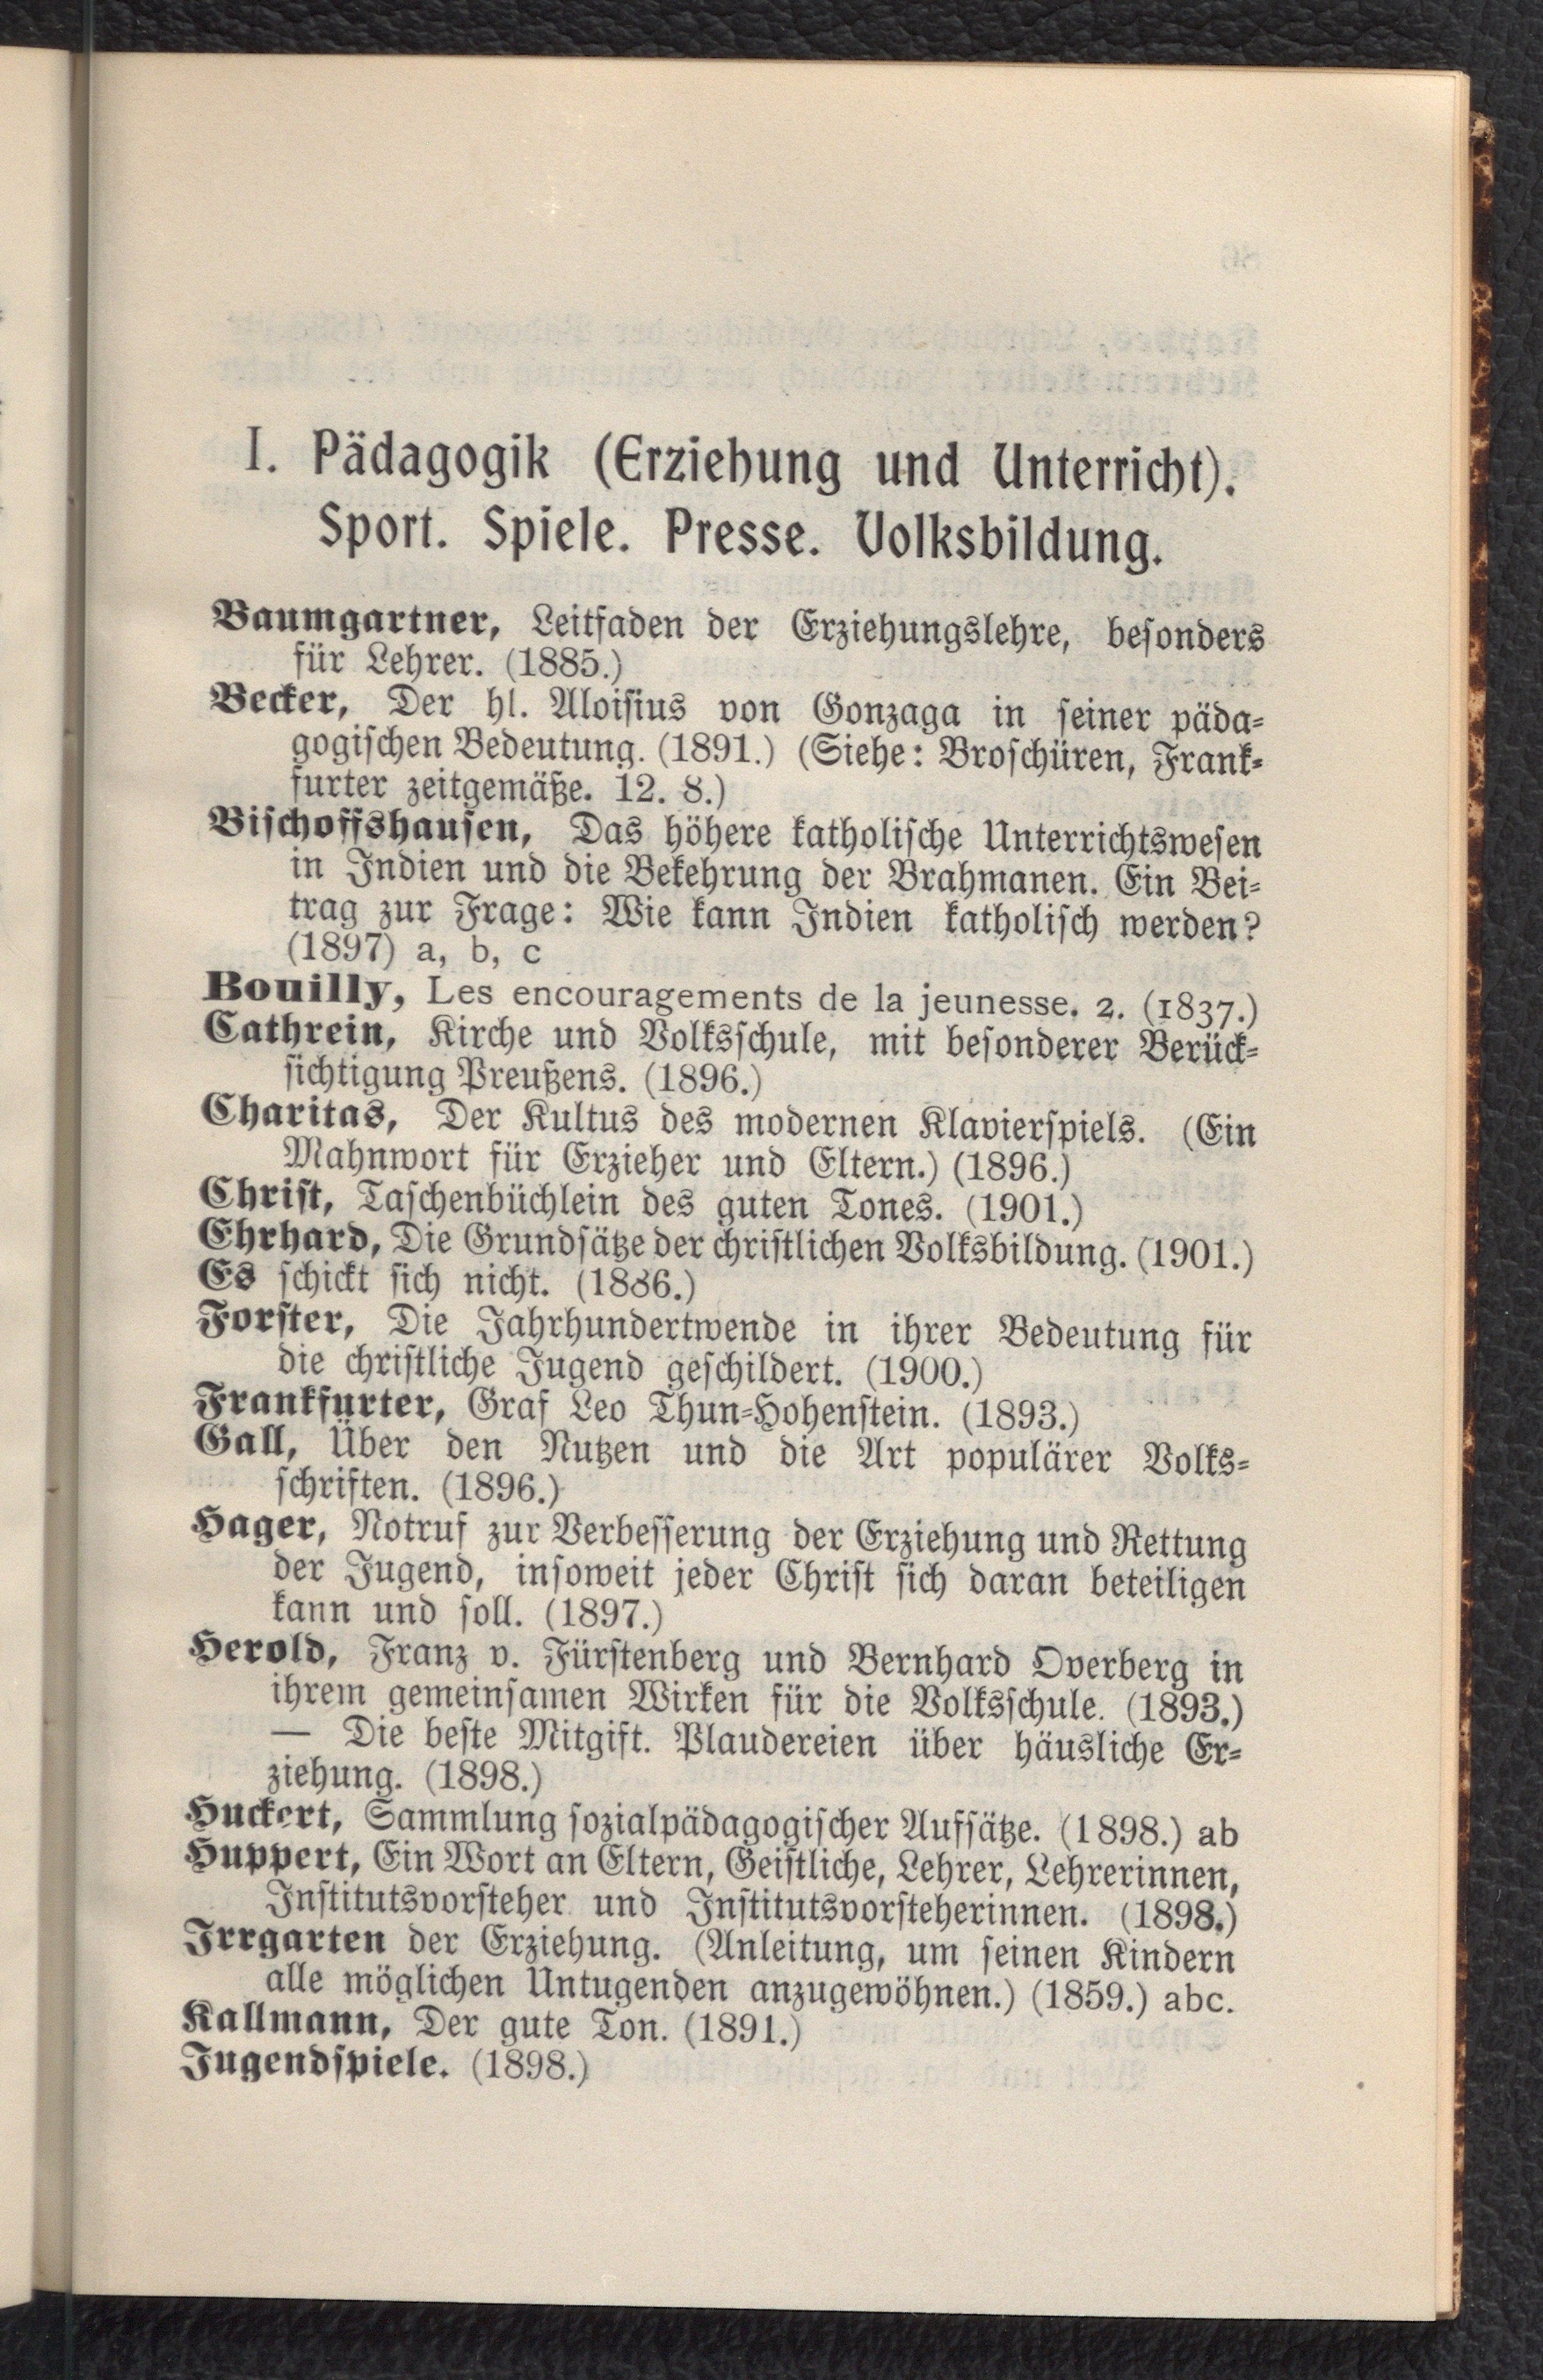 I. Pädagogik (Erziehung und Unterricht).
Sport. Spiele. Presse. Volksbildung.
Baumgartner, Leitfaden der Erziehungslehre, beſonders
für Lehrer. (1885.)
Becker, Der hl. Aloiſius von Gonzaga in ſeiner päda-
gogiſchen Bedeutung. (1891.) (Siehe: Broſchüren, Frank-
furter zeitgemäße. 12. 8.)
Biſchoffshauſen, Das höhere katholiſche Unterrichtsweſen
in Indien und die Bekehrung der Brahmanen. Ein Bei-
trag zur Frage: Wie kann Indien katholiſch werden?
(1897) a, b, c
Bouilly, Les encouragements de la jeunesse. 2. (1837.)
Cathrein, Kirche und Volksſchule, mit beſonderer Berück-
ſichtigung Preußens. (1896.)
Charitas, Der Kultus des modernen Klavierſpiels. (Ein
Mahnwort für Erzieher und Eltern.) (1896.)
Chriſt, Taſchenbüchlein des guten Tones. (1901.)
Ehrhard, Die Grundſätze der chriſtlichen Volksbildung. (1901.)
Es ſchickt ſich nicht. (1886.)
Forſter, Die Jahrhundertwende in ihrer Bedeutung für
die chriſtliche Jugend geſchildert. (1900.)
Frankfurter, Graf Leo Thun-Hohenſtein. (1893.)
Gall, Über den Nutzen und die Art populärer Volks-
ſchriften. (1896.)
Hager, Notruf zur Verbeſſerung der Erziehung und Rettung
der Jugend, inſoweit jeder Chriſt ſich daran beteiligen
kann und ſoll. (1897.)
Herold, Franz v. Fürſtenberg und Bernhard Overberg in
ihrem gemeinſamen Wirken für die Volksſchule. (1893.)
— Die beſte Mitgift. Plaudereien über häusliche Er-
ziehung. (1898.)
Huckert, Sammlung ſozialpädagogiſcher Aufſätze. (1898.) ab
Huppert, Ein Wort an Eltern, Geiſtliche, Lehrer, Lehrerinnen,
Inſtitutsvorſteher und Inſtitutsvorſteherinnen. (1898.)
Irrgarten der Erziehung. (Anleitung, um ſeinen Kindern
alle möglichen Untugenden anzugewöhnen.) (1859.) abc.
Kallmann, Der gute Ton. (1891.)
Jugendſpiele. (1898.)